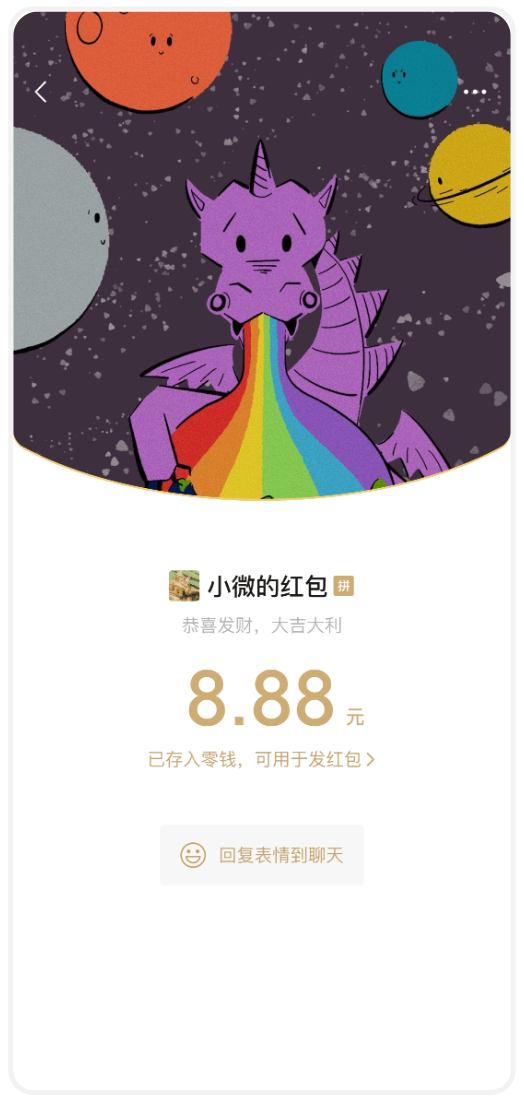 小微的红包 拼
恭喜发财，大吉大利
8.88 元
已存入零钱，可用于发红包
回复表情到聊天